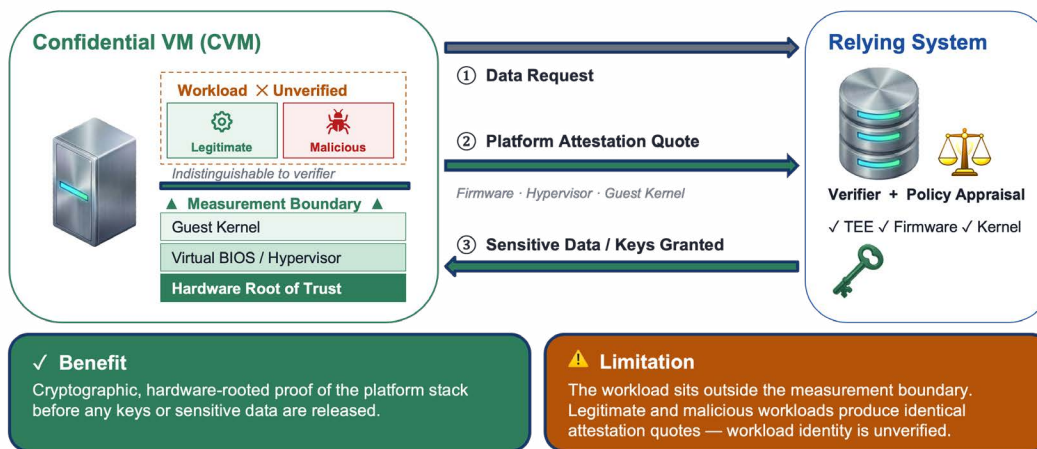 Confidential VM (CVM)
Workload ✕ Unverified
Legitimate
Malicious
Indistinguishable to verifier
▲ Measurement Boundary ▲
Guest Kernel
Virtual BIOS / Hypervisor
Hardware Root of Trust
① Data Request
② Platform Attestation Quote
Firmware · Hypervisor · Guest Kernel
③ Sensitive Data / Keys Granted
Relying System
Verifier + Policy Appraisal
✓ TEE ✓ Firmware ✓ Kernel
✓ Benefit
Cryptographic, hardware-rooted proof of the platform stack
before any keys or sensitive data are released.
Limitation
The workload sits outside the measurement boundary.
Legitimate and malicious workloads produce identical
attestation quotes — workload identity is unverified.